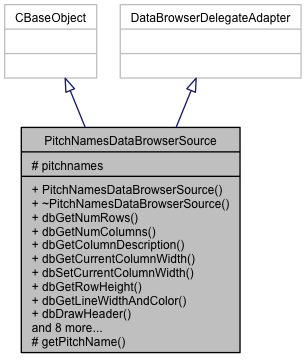 CBaseObject
DataBrowserDelegateAdapter
PitchNamesDataBrowserSource
# pitchnames
+ PitchNamesDataBrowserSource()
+ ~PitchNamesDataBrowserSource()
+ dbGetNumRows()
+ dbGetNumColumns()
+ dbGetColumnDescription()
+ dbGetCurrentColumnWidth()
+ dbSetCurrentColumnWidth()
+ dbGetRowHeight()
+ dbGetLineWidthAndColor()
+ dbDrawHeader()
and 8 more...
# getPitchName()